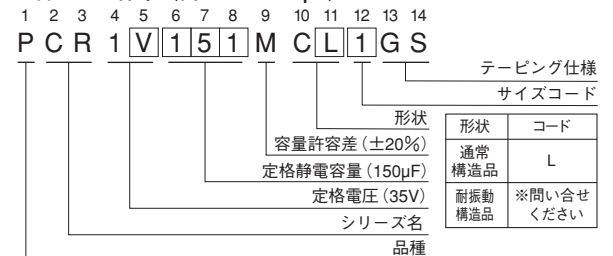 1 2 3 4 5 6 7 8 9 10 11 12 13 14
P C R 1 V 1 5 1 M C L 1 G S
テーピング仕様
サイズコード
形状
容量許容差（±20%）
定格静電容量（150µF）
定格電圧（35V）
シリーズ名
品種
形状 コード
通常
構造品 L
耐振動
構造品 ※問い合せ
ください